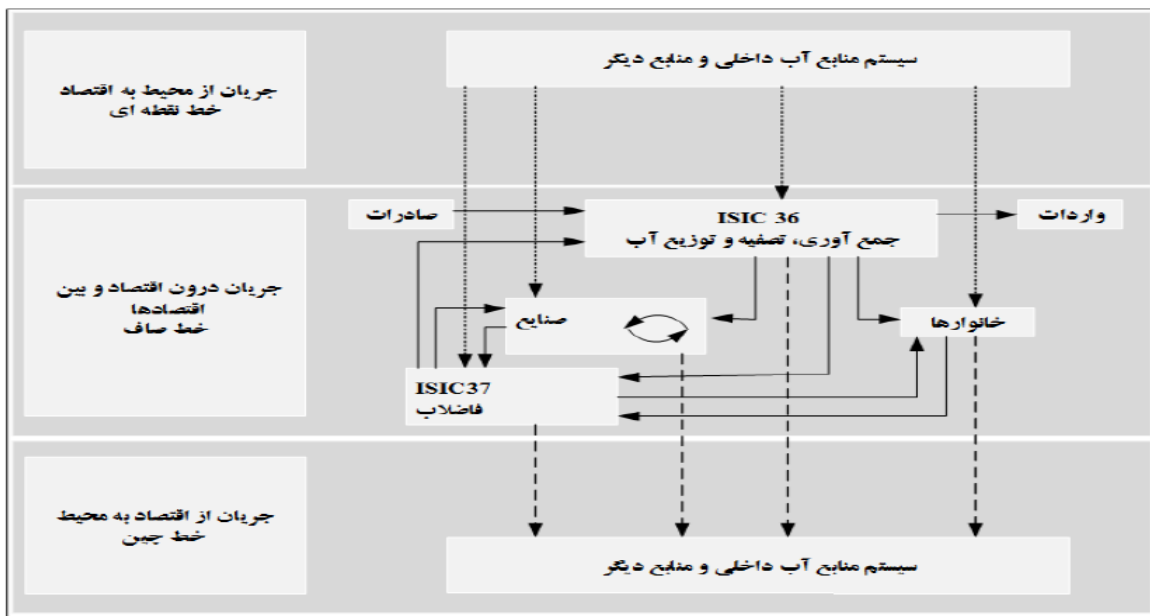 سیستم منابع آب داخلی و منابع دیگر
جریان از محیط به اقتصاد
خط نقطه ای
صادرات
ISIC 36
جمع آوری، تصفیه و توزیع آب
واردات
جریان درون اقتصاد و بین
اقتصادها
خط صاف
صنایع
خانوارها
ISIC37
فاضلاب
جریان از اقتصاد به محیط
خط چین
سیستم منابع آب داخلی و منابع دیگر